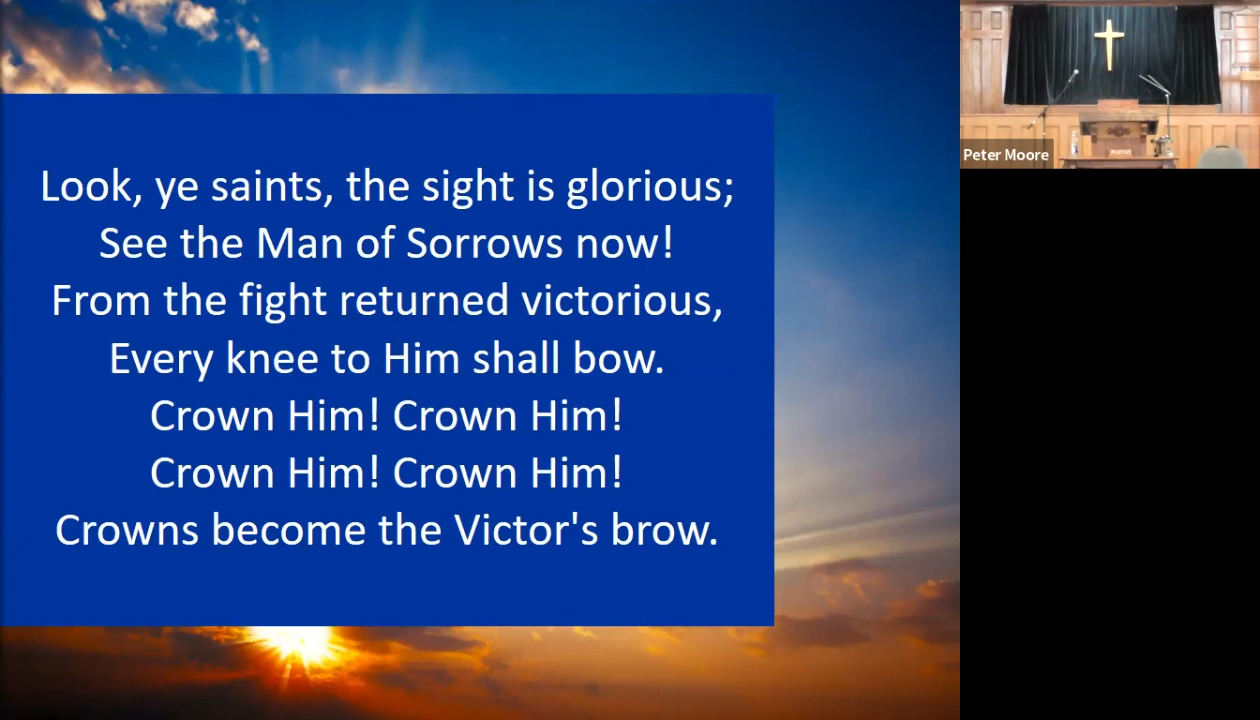 Look, ye saints, the sight is glorious;
See the Man of Sorrows now!
From the fight returned victorious,
Every knee to Him shall bow.
Crown Him! Crown Him!
Crown Him! Crown Him!
Crowns become the Victor's brow.
Peter Moore